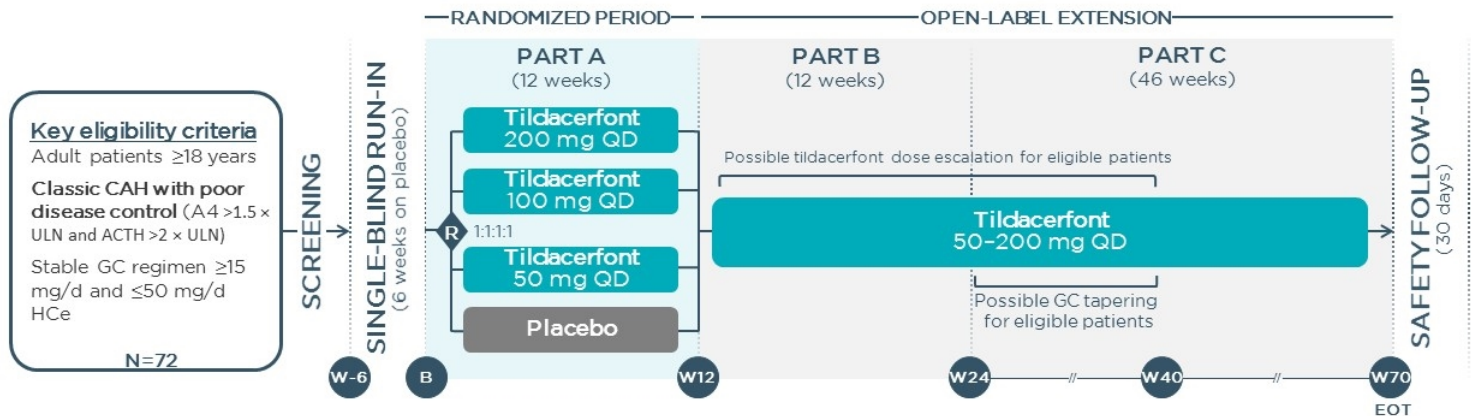 RANDOMIZED PERIOD
OPEN-LABEL EXTENSION
Key eligibility criteria
Adult patients ≥18 years
Classic CAH with poor
disease control (A4 >1.5 ×
ULN and ACTH >2 × ULN)
Stable GC regimen ≥15
mg/d and ≤50 mg/d
HCe
N=72
SCREENING
SINGLE-BLIND RUN-IN
(6 weeks on placebo)
PART A
(12 weeks)
Tildacerfont
200 mg QD
Tildacerfont
100 mg QD
R
1:1:1:1
Tildacerfont
50 mg QD
Placebo
PART B
(12 weeks)
PART C
(46 weeks)
Possible tildacerfont dose escalation for eligible patients
Tildacerfont
50–200 mg QD
Possible GC tapering
for eligible patients
SAFETY FOLLOW-UP
(30 days)
W-6
B
W12
W24
//
W40
//
W70
EOT